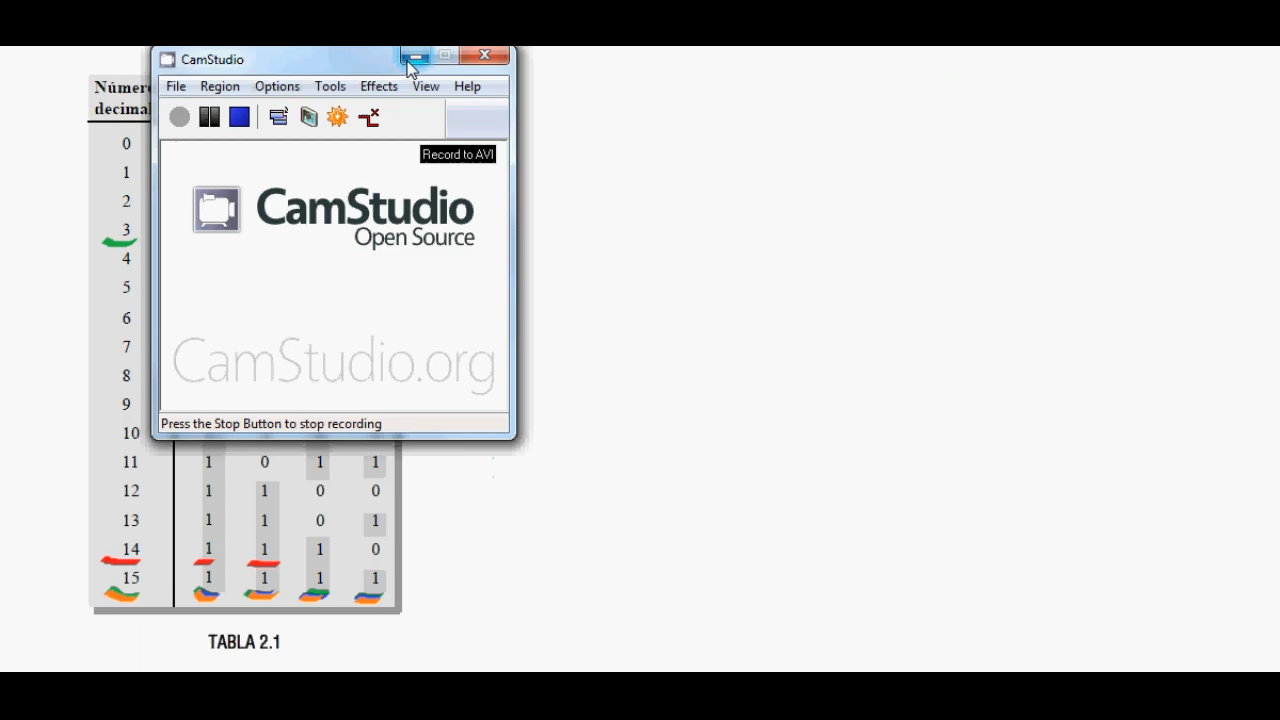 CamStudio
File Region Options Tools Effects View Help
Record to AVI
CamStudio
Open Source
CamStudio.org
Press the Stop Button to stop recording
decimal
0
1
2
3
4
5
6
7
8
9
10
11 1 0 1 1
12 1 1 0 0
13 1 1 0 1
14 1 1 1 0
15 1 1 1 1
TABLA 2.1